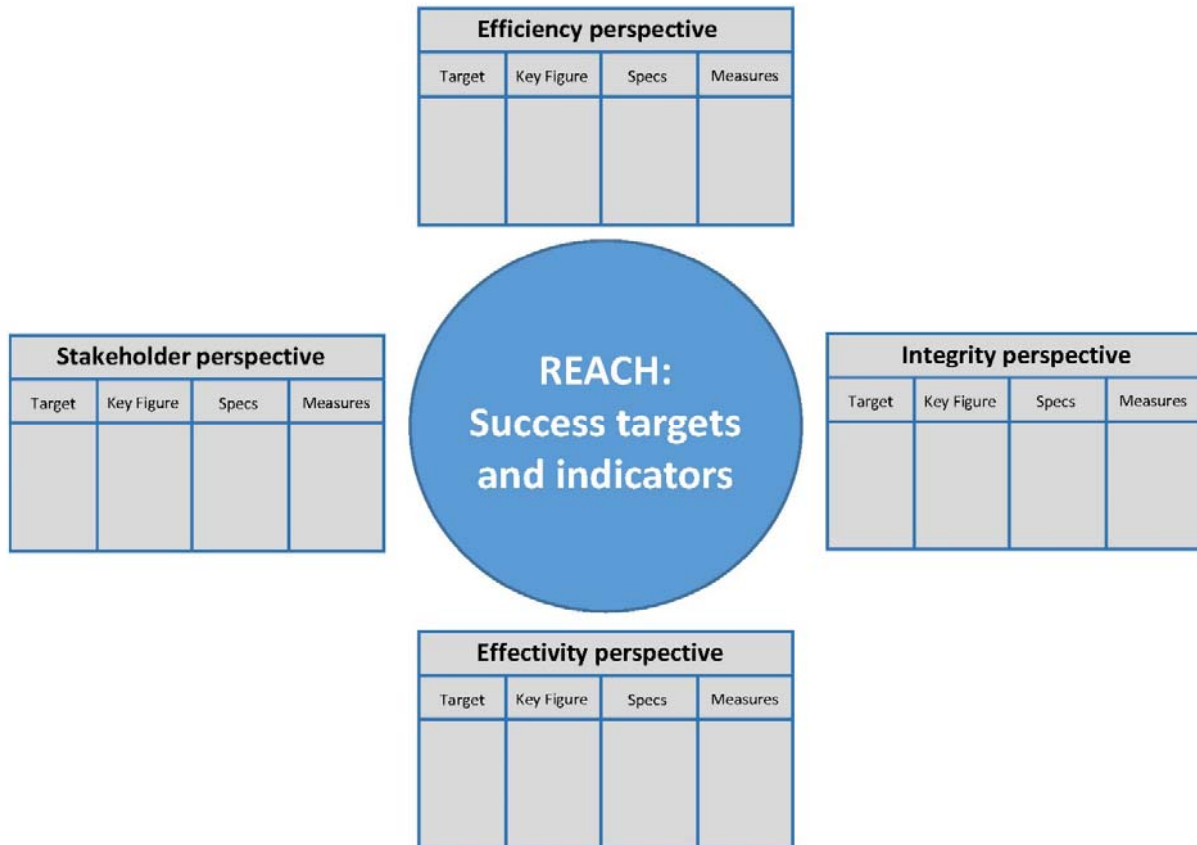 Efficiency perspective
Target Key Figure Specs Measures
Stakeholder perspective
Target Key Figure Specs Measures
REACH:
Success targets
and indicators
Integrity perspective
Target Key Figure Specs Measures
Effectivity perspective
Target Key Figure Specs Measures